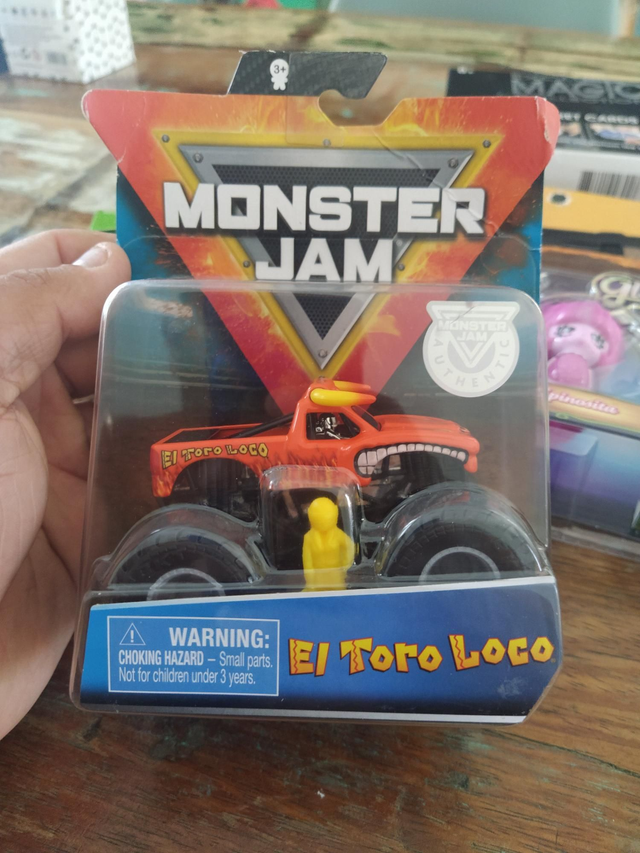 3+
MONSTER
JAM
MONSTER
JAM
AUTHENTIC
EL TORO LOCO
WARNING:
CHOKING HAZARD – Small parts.
Not for children under 3 years.
El Toro Loco
MAGIC
CARDS